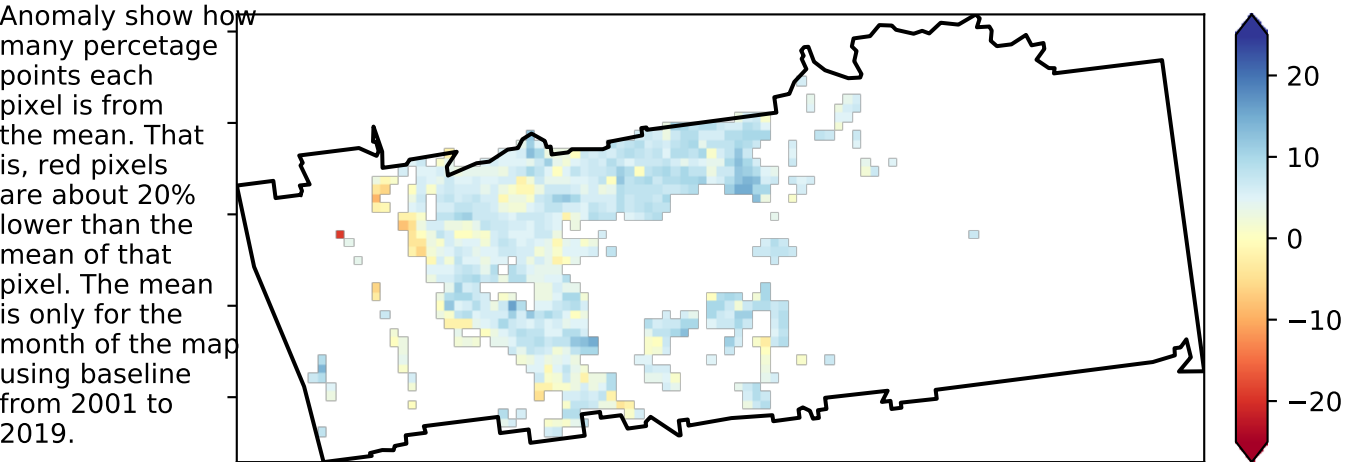 Anomaly show how
many percetage
points each
pixel is from
the mean. That
is, red pixels
are about 20%
lower than the
mean of that
pixel. The mean
is only for the
month of the map
using baseline
from 2001 to
2019.
20
10
0
−10
−20